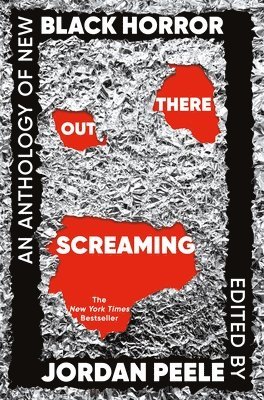 AN ANTHOLOGY OF NEW
BLACK HORROR
OUT
THERE
SCREAMING
The
New York Times
Bestseller
EDITED BY
JORDAN PEELE